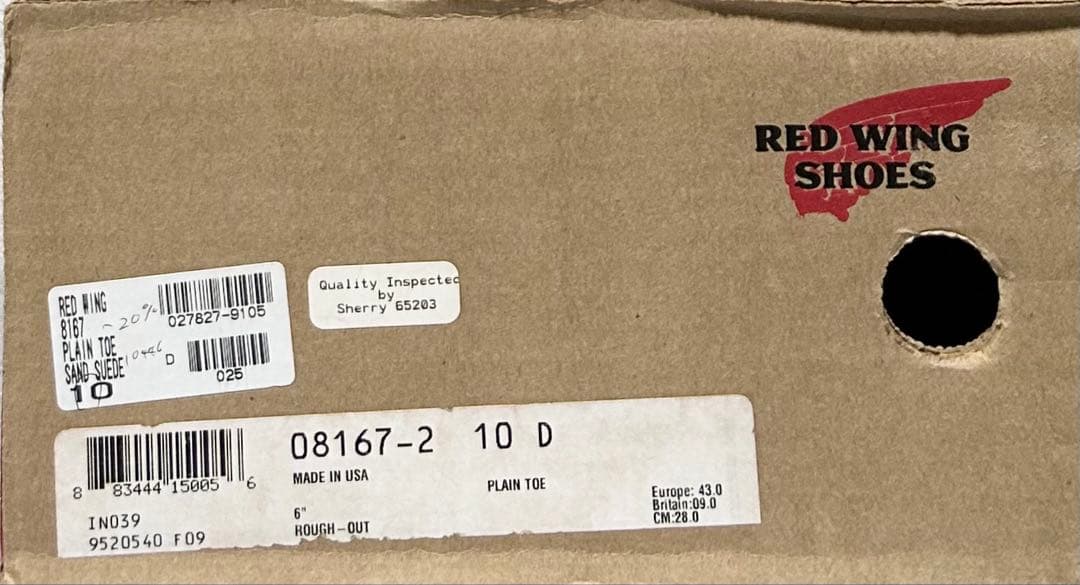 RED WING
SHOES
RED WING
8167
PLAIN TOE
SAND SUEDE
10
- 20%
027827-9105
D
025
Quality Inspected
by
Sherry 65203
8 83444 15005 6
IN039
9520540 F09
08167-2 10 D
MADE IN USA
PLAIN TOE
6"
ROUGH-OUT
Europe: 43.0
Britain:09.0
CM:28.0